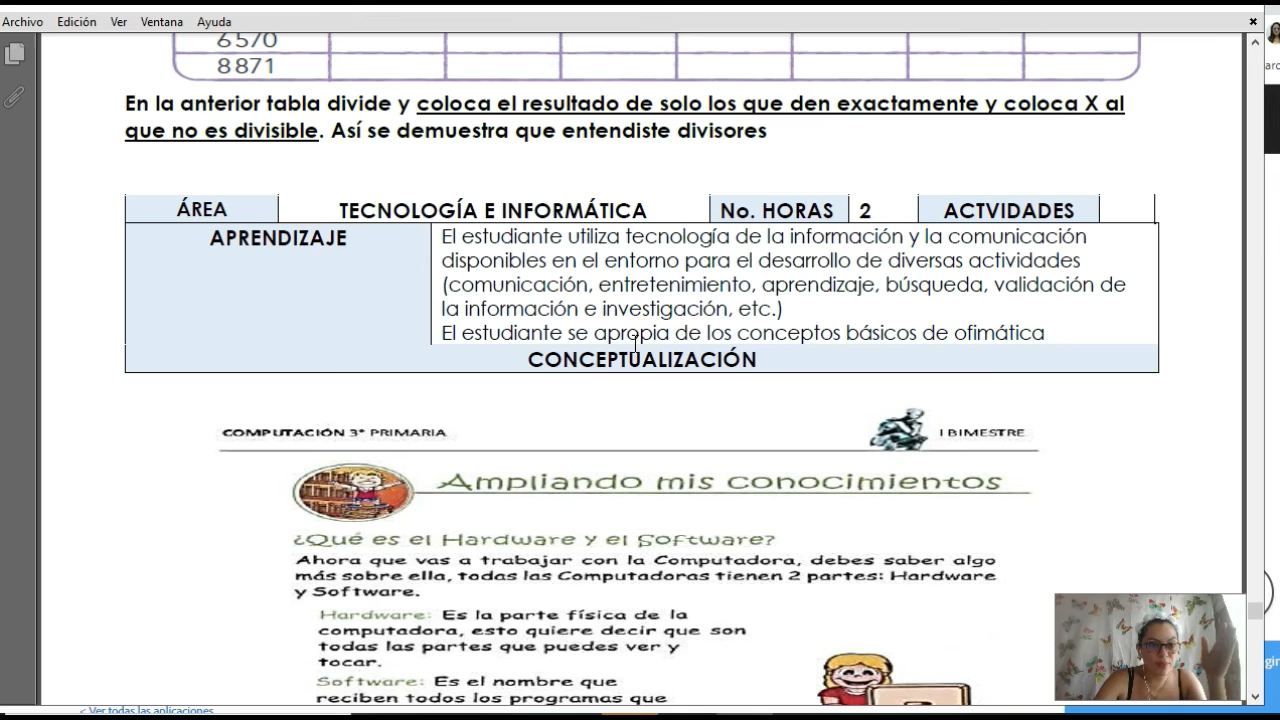 Archivo Edición Ver Ventana Ayuda
6570
8871
En la anterior tabla divide y coloca el resultado de solo los que den exactamente y coloca X al
que no es divisible. Así se demuestra que entendiste divisores
ÁREA TECNOLOGÍA E INFORMÁTICA No. HORAS 2 ACTVIDADES
APRENDIZAJE
El estudiante utiliza tecnología de la información y la comunicación
disponibles en el entorno para el desarrollo de diversas actividades
(comunicación, entretenimiento, aprendizaje, búsqueda, validación de
la información e investigación, etc.)
El estudiante se apropia de los conceptos básicos de ofimática
CONCEPTUALIZACIÓN
COMPUTACIÓN 3° PRIMARIA I BIMESTRE
Ampliando mis conocimientos
¿Qué es el Hardware y el Software?
Ahora que vas a trabajar con la Computadora, debes saber algo
más sobre ella, todas las Computadoras tienen 2 partes: Hardware
y Software.
Hardware: Es la parte física de la
computadora, esto quiere decir que son
todas las partes que puedes ver y
tocar.
Software: Es el nombre que
reciben todos los programas que
< Ver todas las aplicaciones